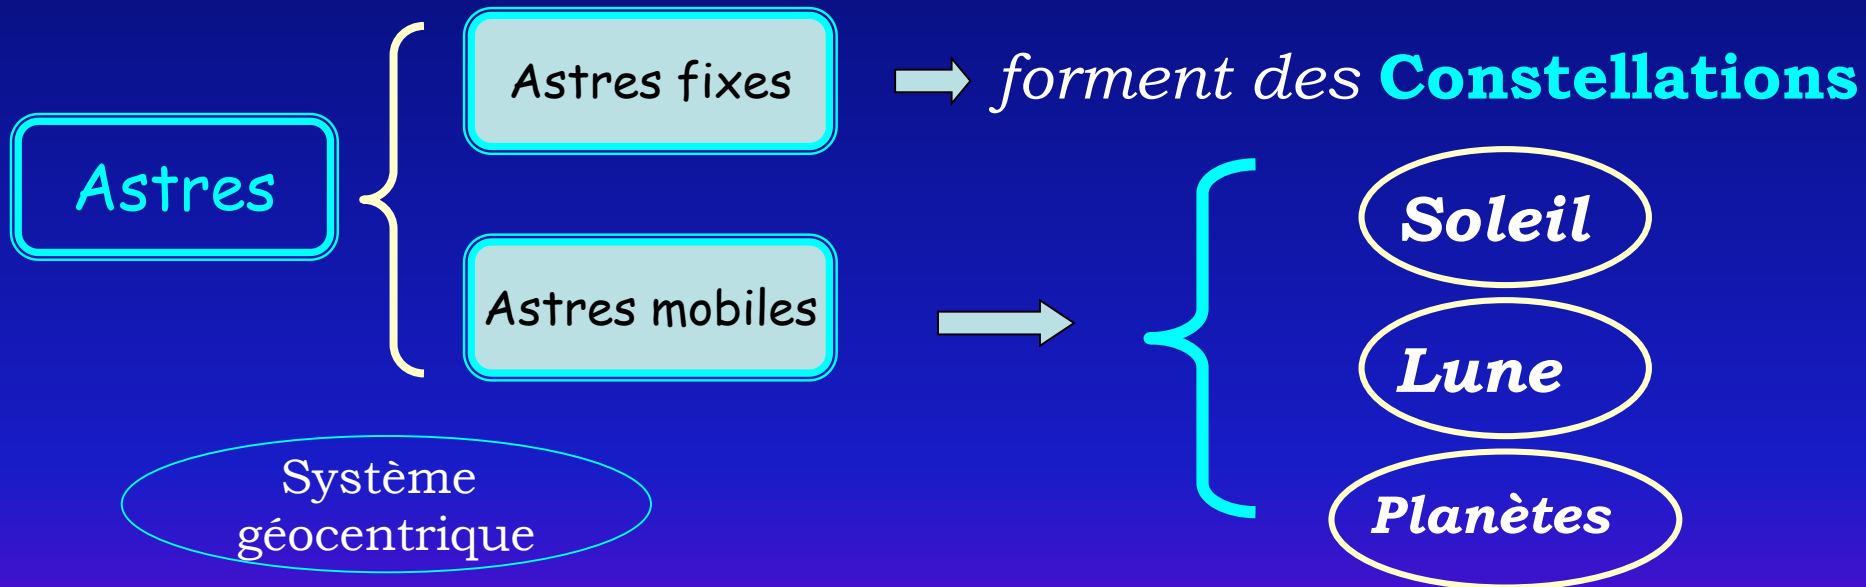 Astres
Astres fixes
forment des Constellations
Astres mobiles
Soleil
Lune
Planètes
Système
géocentrique